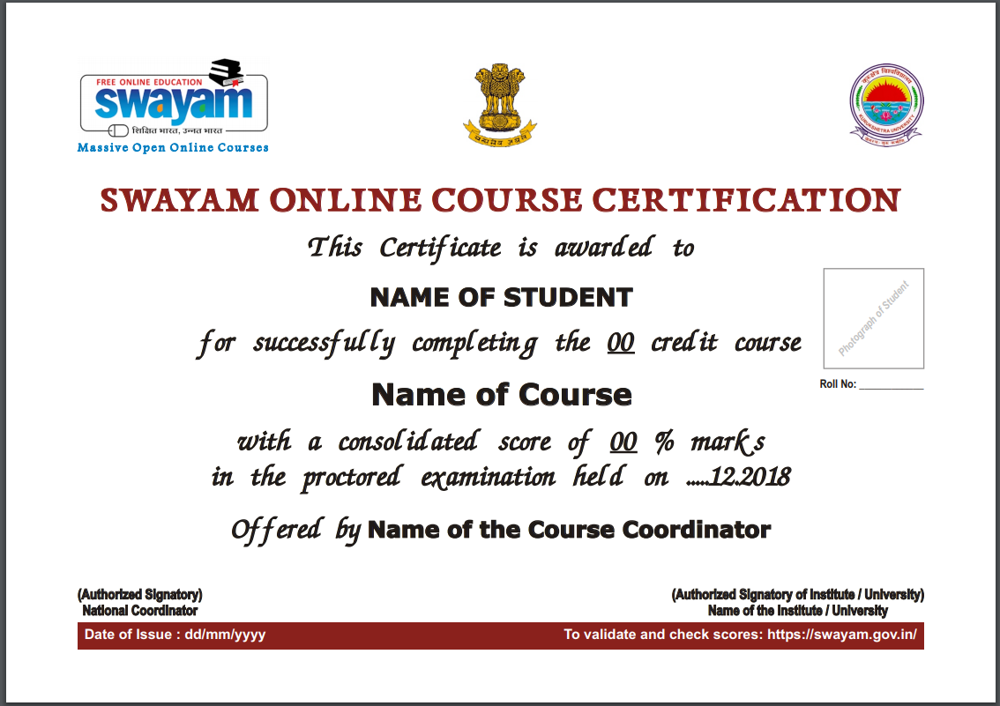 FREE ONLINE EDUCATION
swayam
शिक्षित भारत, उन्नत भारत
Massive Open Online Courses
सत्यमेव जयते
कुरुक्षेत्र विश्वविद्यालय
KURUKSHETRA UNIVERSITY
SWAYAM ONLINE COURSE CERTIFICATION
This Certificate is awarded to
NAME OF STUDENT
Photograph of Student
for successfully completing the 00 credit course
Roll No: ___________
Name of Course
with a consolidated score of 00 % marks
in the proctored examination held on .....12.2018
Offered by Name of the Course Coordinator
(Authorized Signatory)
National Coordinator
(Authorized Signatory of Institute / University)
Name of the Institute / University
Date of Issue : dd/mm/yyyy
To validate and check scores: https://swayam.gov.in/